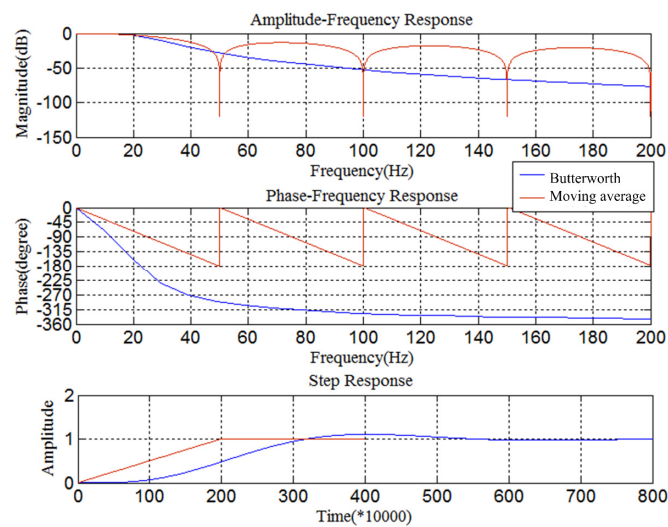 Amplitude-Frequency Response
Magnitude(dB)
0
-50
-100
-150
0 20 40 60 80 100 120 140 160 180 200
Frequency(Hz)
Butterworth
Moving average
Phase-Frequency Response
Phase(degree)
0
-45
-90
-135
-180
-225
-270
-315
-360
0 20 40 60 80 100 120 140 160 180 200
Frequency(Hz)
Step Response
Amplitude
2
1
0
0 100 200 300 400 500 600 700 800
Time(*10000)